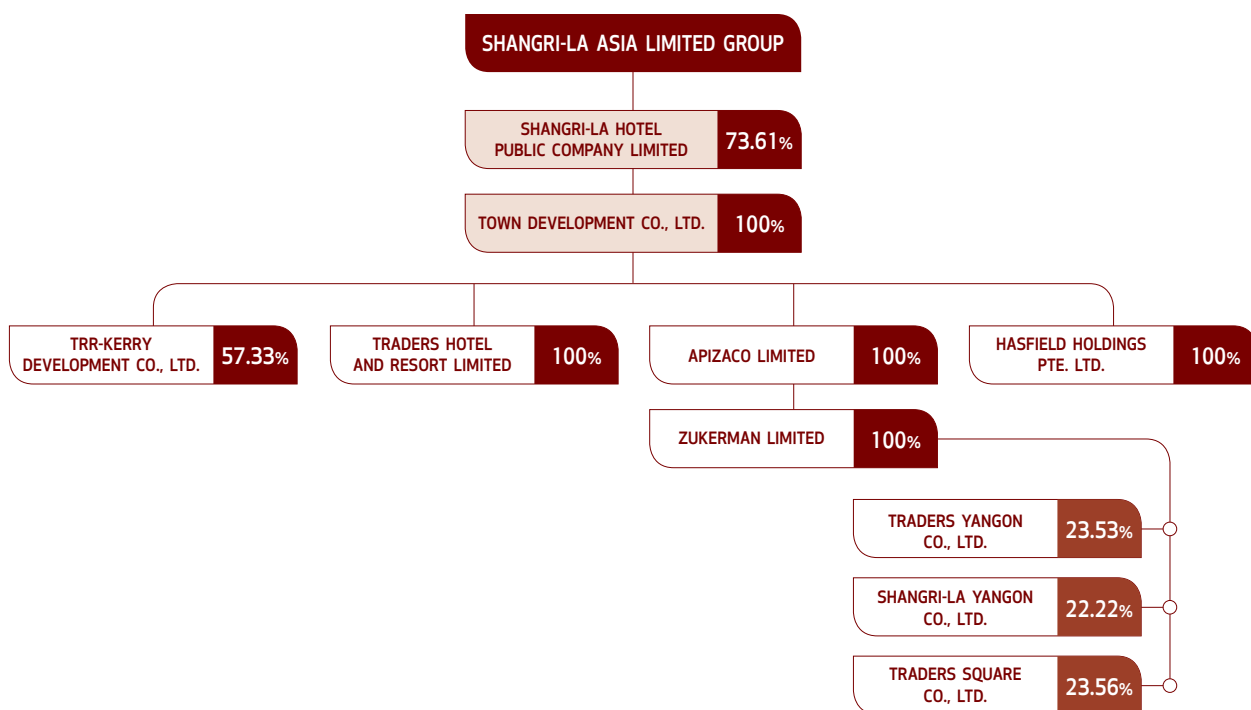 SHANGRI-LA ASIA LIMITED GROUP
SHANGRI-LA HOTEL
PUBLIC COMPANY LIMITED
73.61%
TOWN DEVELOPMENT CO., LTD.
100%
TRR-KERRY
DEVELOPMENT CO., LTD.
57.33%
TRADERS HOTEL
AND RESORT LIMITED
100%
APIZACO LIMITED
100%
HASFIELD HOLDINGS
PTE. LTD.
100%
ZUKERMAN LIMITED
100%
TRADERS YANGON
CO., LTD.
23.53%
SHANGRI-LA YANGON
CO., LTD.
22.22%
TRADERS SQUARE
CO., LTD.
23.56%